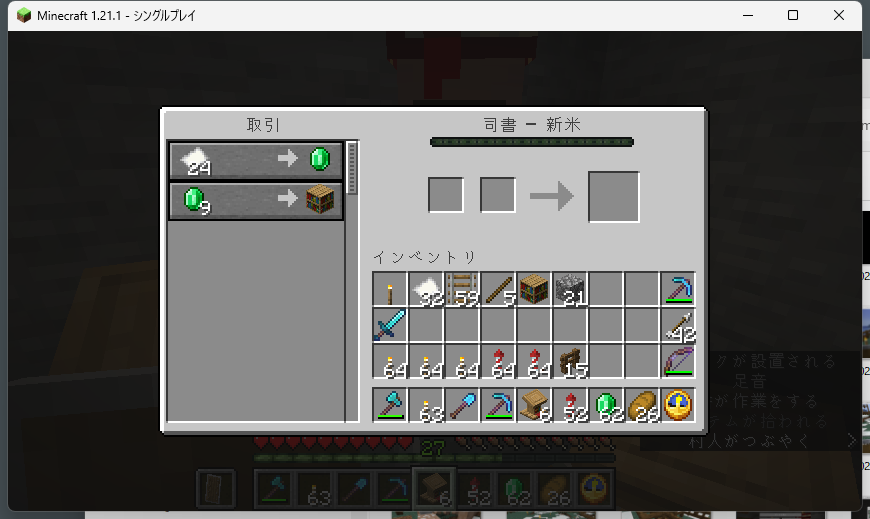 Minecraft 1.21.1 - シングルプレイ
取引
司書 - 新米
24
9
インベントリ
32 59 5 21
42
64 64 64 64 64 15
63 6 52 62 26
クが設置される
足音
が作業をする
テムが拾われる
村人がつぶやく
27
63 6 52 62 26